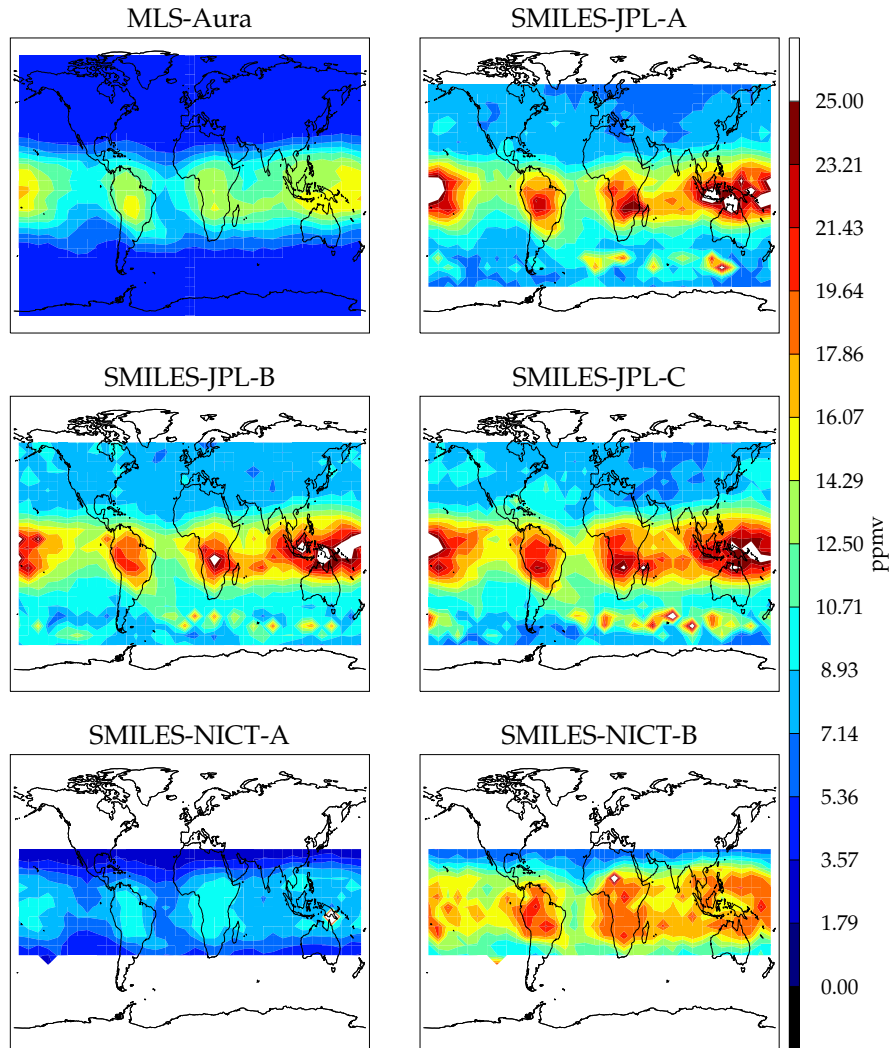 MLS-Aura
SMILES-JPL-A
SMILES-JPL-B
SMILES-JPL-C
SMILES-NICT-A
SMILES-NICT-B
25.00
23.21
21.43
19.64
17.86
16.07
14.29
12.50
10.71
8.93
7.14
5.36
3.57
1.79
0.00
ppmv